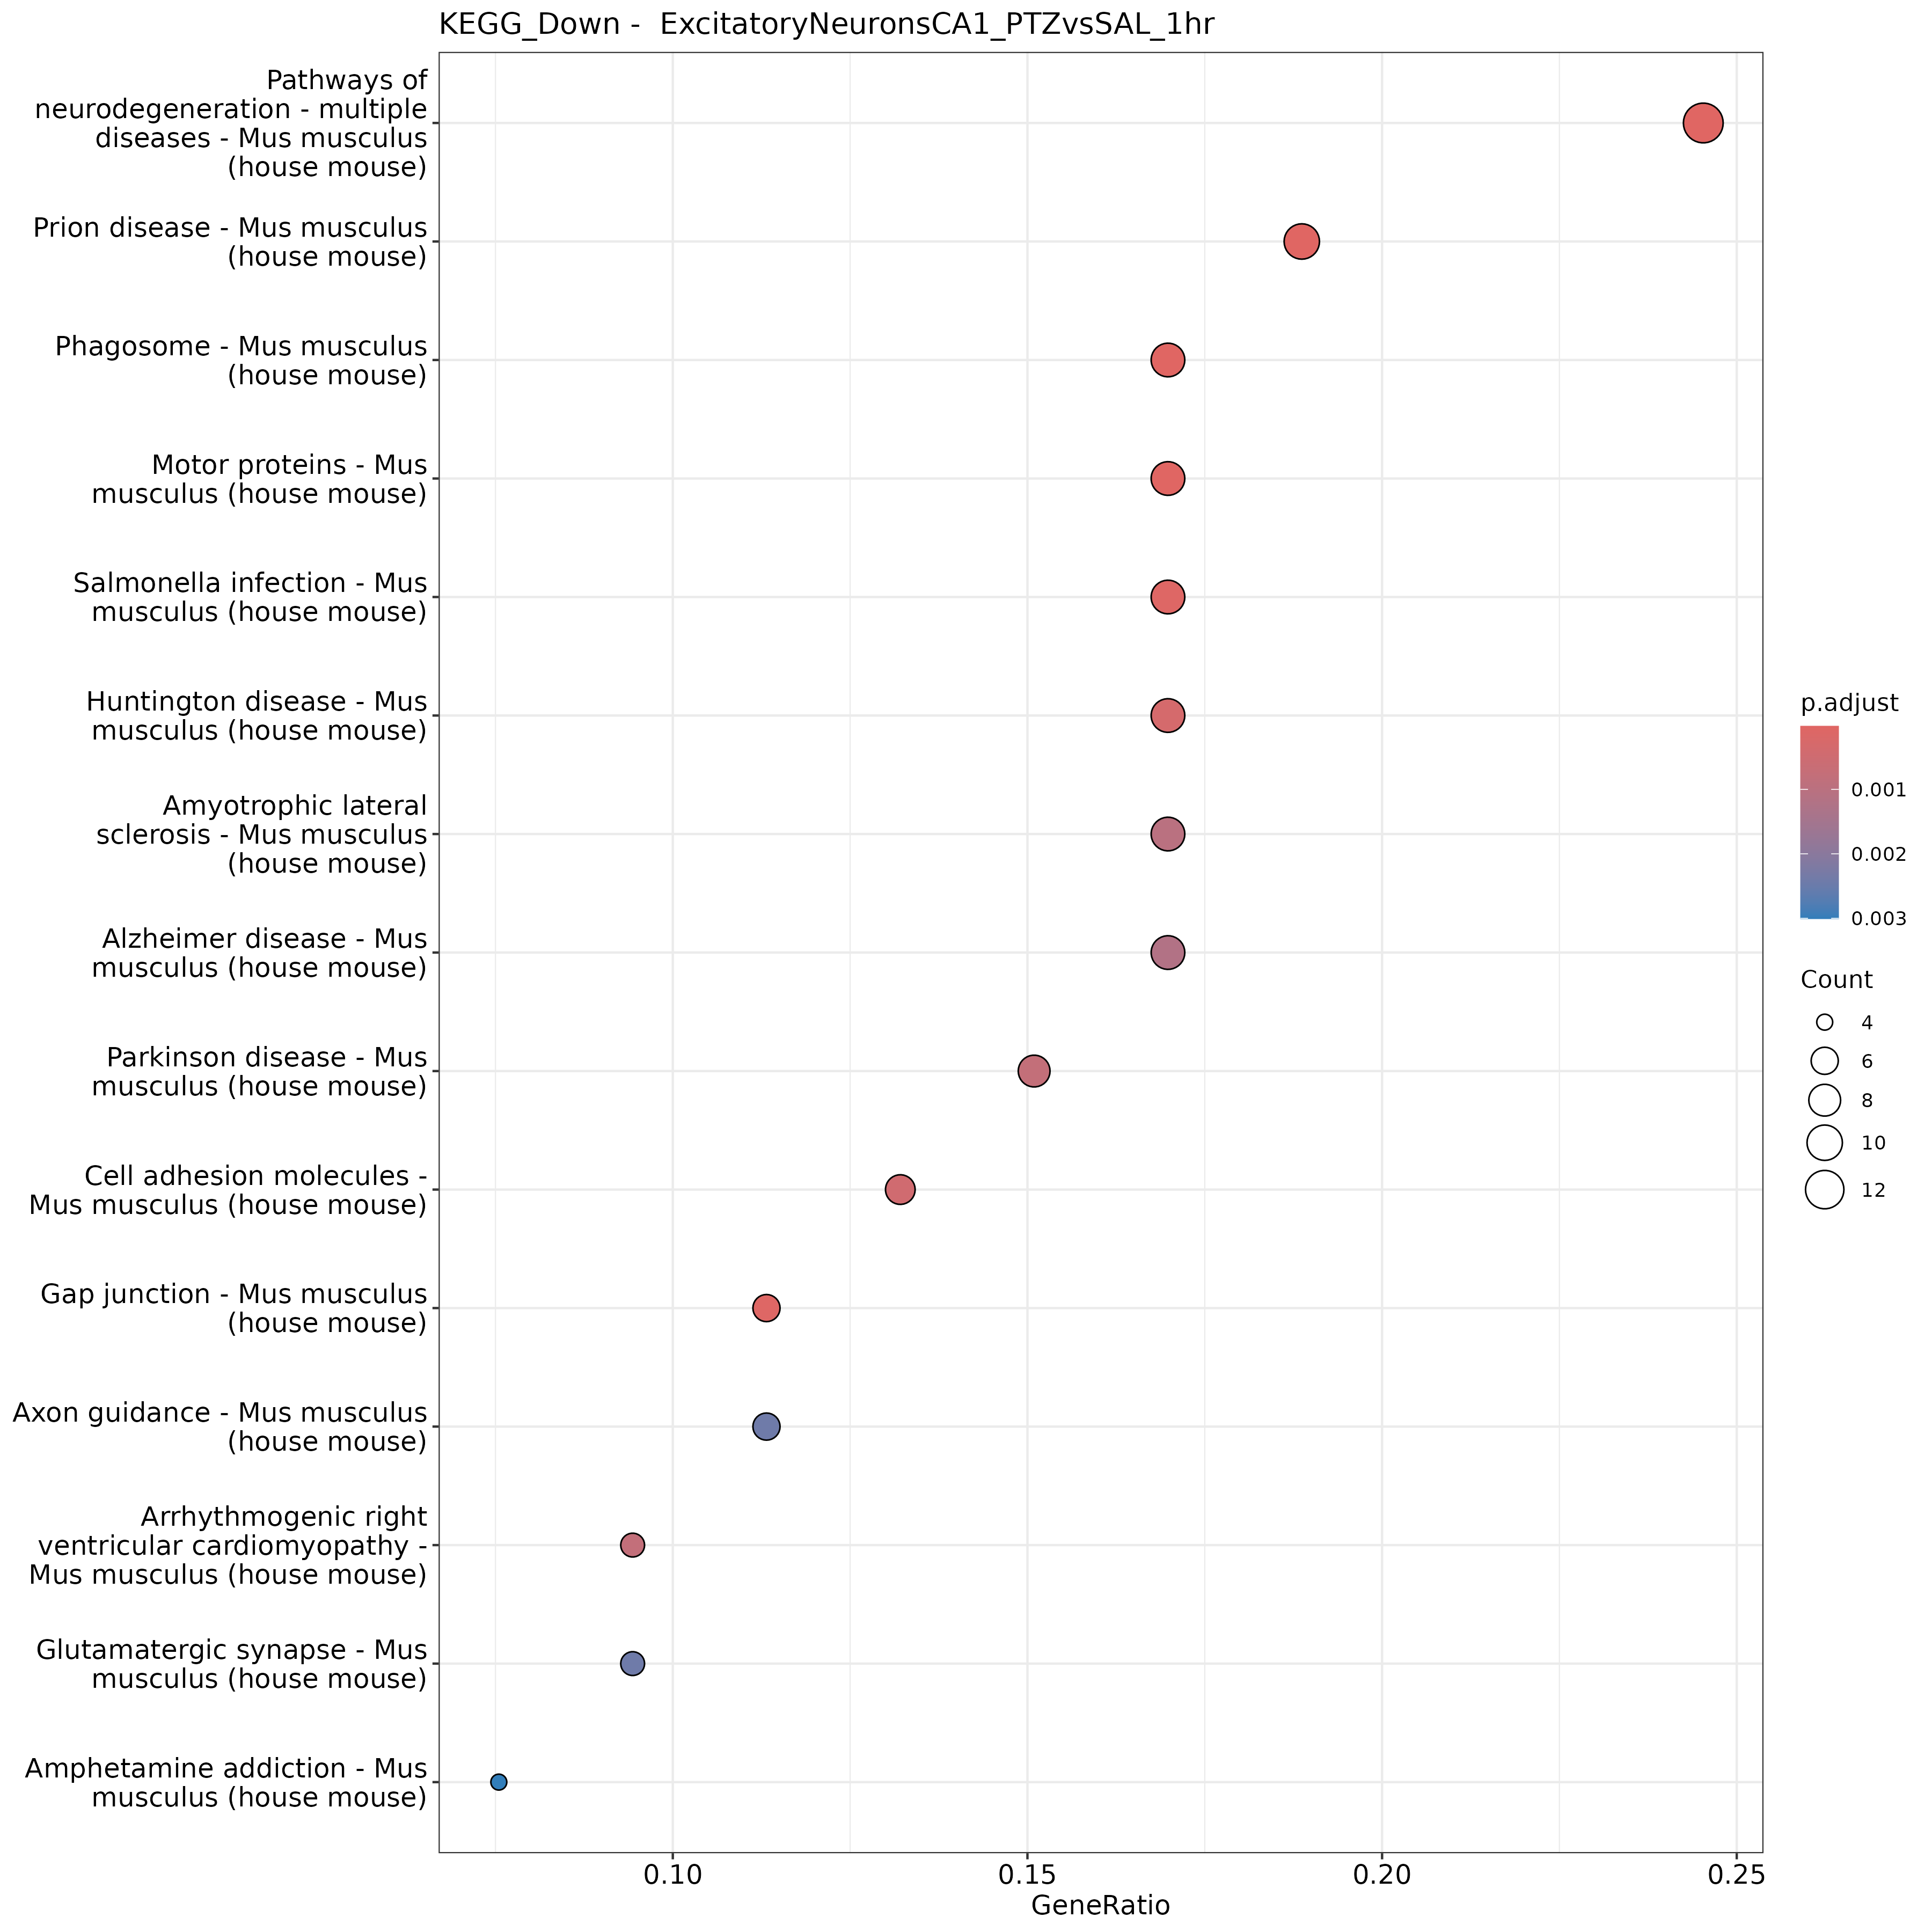 KEGG_Down -  ExcitatoryNeuronsCA1_PTZvsSAL_1hr
Pathways of
neurodegeneration - multiple
diseases - Mus musculus
(house mouse)
Prion disease - Mus musculus
(house mouse)
Phagosome - Mus musculus
(house mouse)
Motor proteins - Mus
musculus (house mouse)
Salmonella infection - Mus
musculus (house mouse)
Huntington disease - Mus
musculus (house mouse)
Amyotrophic lateral
sclerosis - Mus musculus
(house mouse)
Alzheimer disease - Mus
musculus (house mouse)
Parkinson disease - Mus
musculus (house mouse)
Cell adhesion molecules -
Mus musculus (house mouse)
Gap junction - Mus musculus
(house mouse)
Axon guidance - Mus musculus
(house mouse)
Arrhythmogenic right
ventricular cardiomyopathy -
Mus musculus (house mouse)
Glutamatergic synapse - Mus
musculus (house mouse)
Amphetamine addiction - Mus
musculus (house mouse)
0.10
0.15
0.20
0.25
GeneRatio
p.adjust
0.001
0.002
0.003
Count
4
6
8
10
12